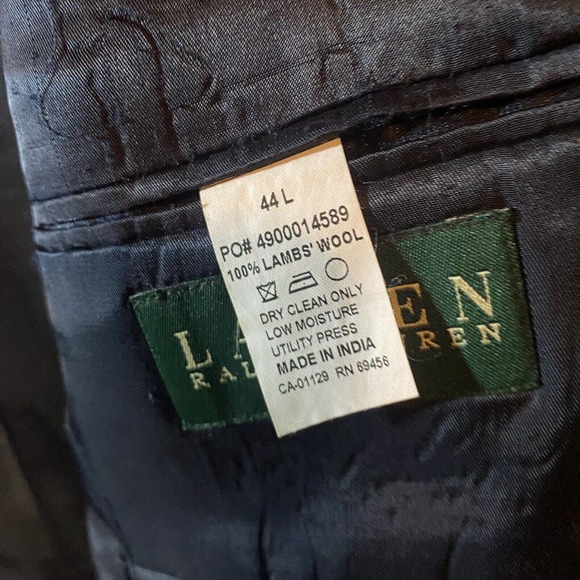 44 L
PO# 4900014589
100% LAMBS' WOOL
DRY CLEAN ONLY
LOW MOISTURE
UTILITY PRESS
MADE IN INDIA
CA-01129 RN 69456
LA EN
RAL UREN